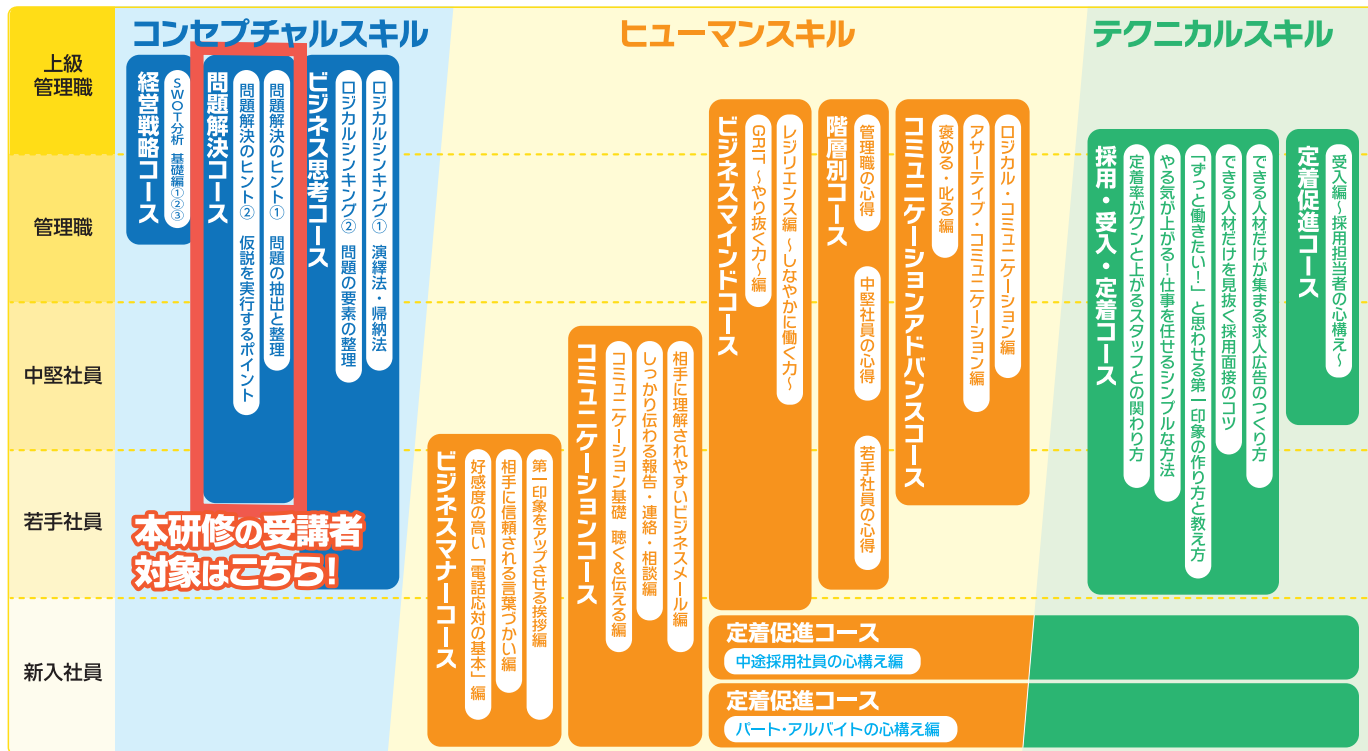 コンセプチャルスキル
ヒューマンスキル
テクニカルスキル
上級
管理職
管理職
中堅社員
若手社員
新入社員
経営戦略コース
SWOT分析 基礎編①②③
問題解決コース
問題解決のヒント② 仮説を実行するポイント
問題解決のヒント① 問題の抽出と整理
ビジネス思考コース
ロジカルシンキング② 問題の要素の整理
ロジカルシンキング① 演繹法・帰納法
本研修の受講者
対象はこちら!
ビジネスマナーコース
好感度の高い「電話応対の基本」編
相手に信頼される言葉づかい編
第一印象をアップさせる挨拶編
コミュニケーションコース
コミュニケーション基礎 聴く&伝える編
しっかり伝わる報告・連絡・相談編
相手に理解されやすいビジネスメール編
ビジネスマインドコース
GRIT ~やり抜く力~編
レジリエンス編 ~しなやかに働く力~
階層別コース
管理職の心得
中堅社員の心得
若手社員の心得
コミュニケーションアドバンスコース
褒める・叱る編
アサーティブ・コミュニケーション編
ロジカル・コミュニケーション編
採用・受入・定着コース
定着率がグンと上がるスタッフとの関わり方
やる気が上がる!仕事を任せるシンプルな方法
「ずっと働きたい!」と思わせる第一印象の作り方と教え方
できる人材だけを見抜く採用面接のコツ
できる人材だけが集まる求人広告のつくり方
定着促進コース
受入編~採用担当者の心構え~
定着促進コース
中途採用社員の心構え編
定着促進コース
パート・アルバイトの心構え編